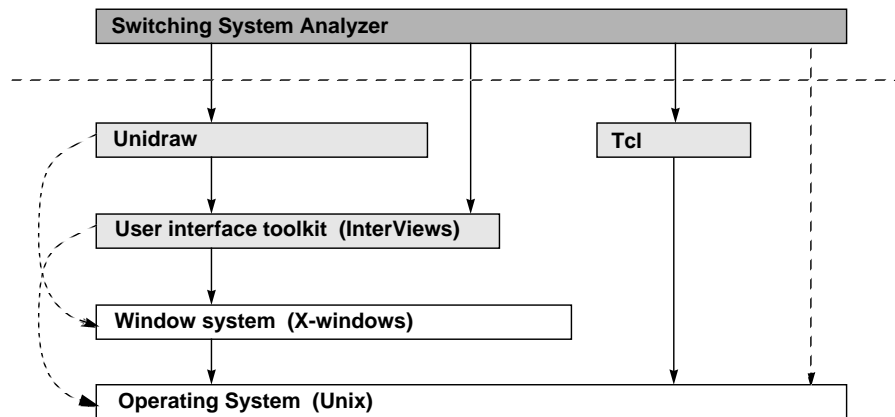 Switching System Analyzer
Unidraw
Tcl
User interface toolkit (InterViews)
Window system (X-windows)
Operating System (Unix)